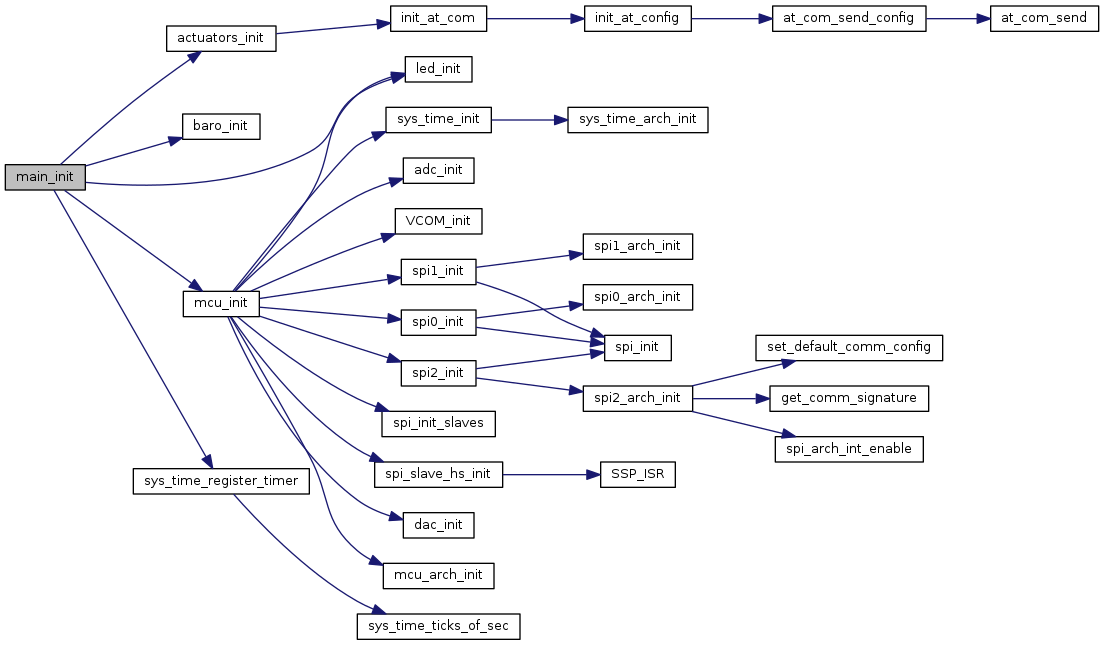 main_init
actuators_init
baro_init
mcu_init
sys_time_register_timer
init_at_com
led_init
sys_time_init
adc_init
VCOM_init
spi1_init
spi0_init
spi2_init
spi_init_slaves
spi_slave_hs_init
dac_init
mcu_arch_init
sys_time_ticks_of_sec
init_at_config
sys_time_arch_init
spi1_arch_init
spi0_arch_init
spi_init
spi2_arch_init
SSP_ISR
at_com_send_config
set_default_comm_config
get_comm_signature
spi_arch_int_enable
at_com_send